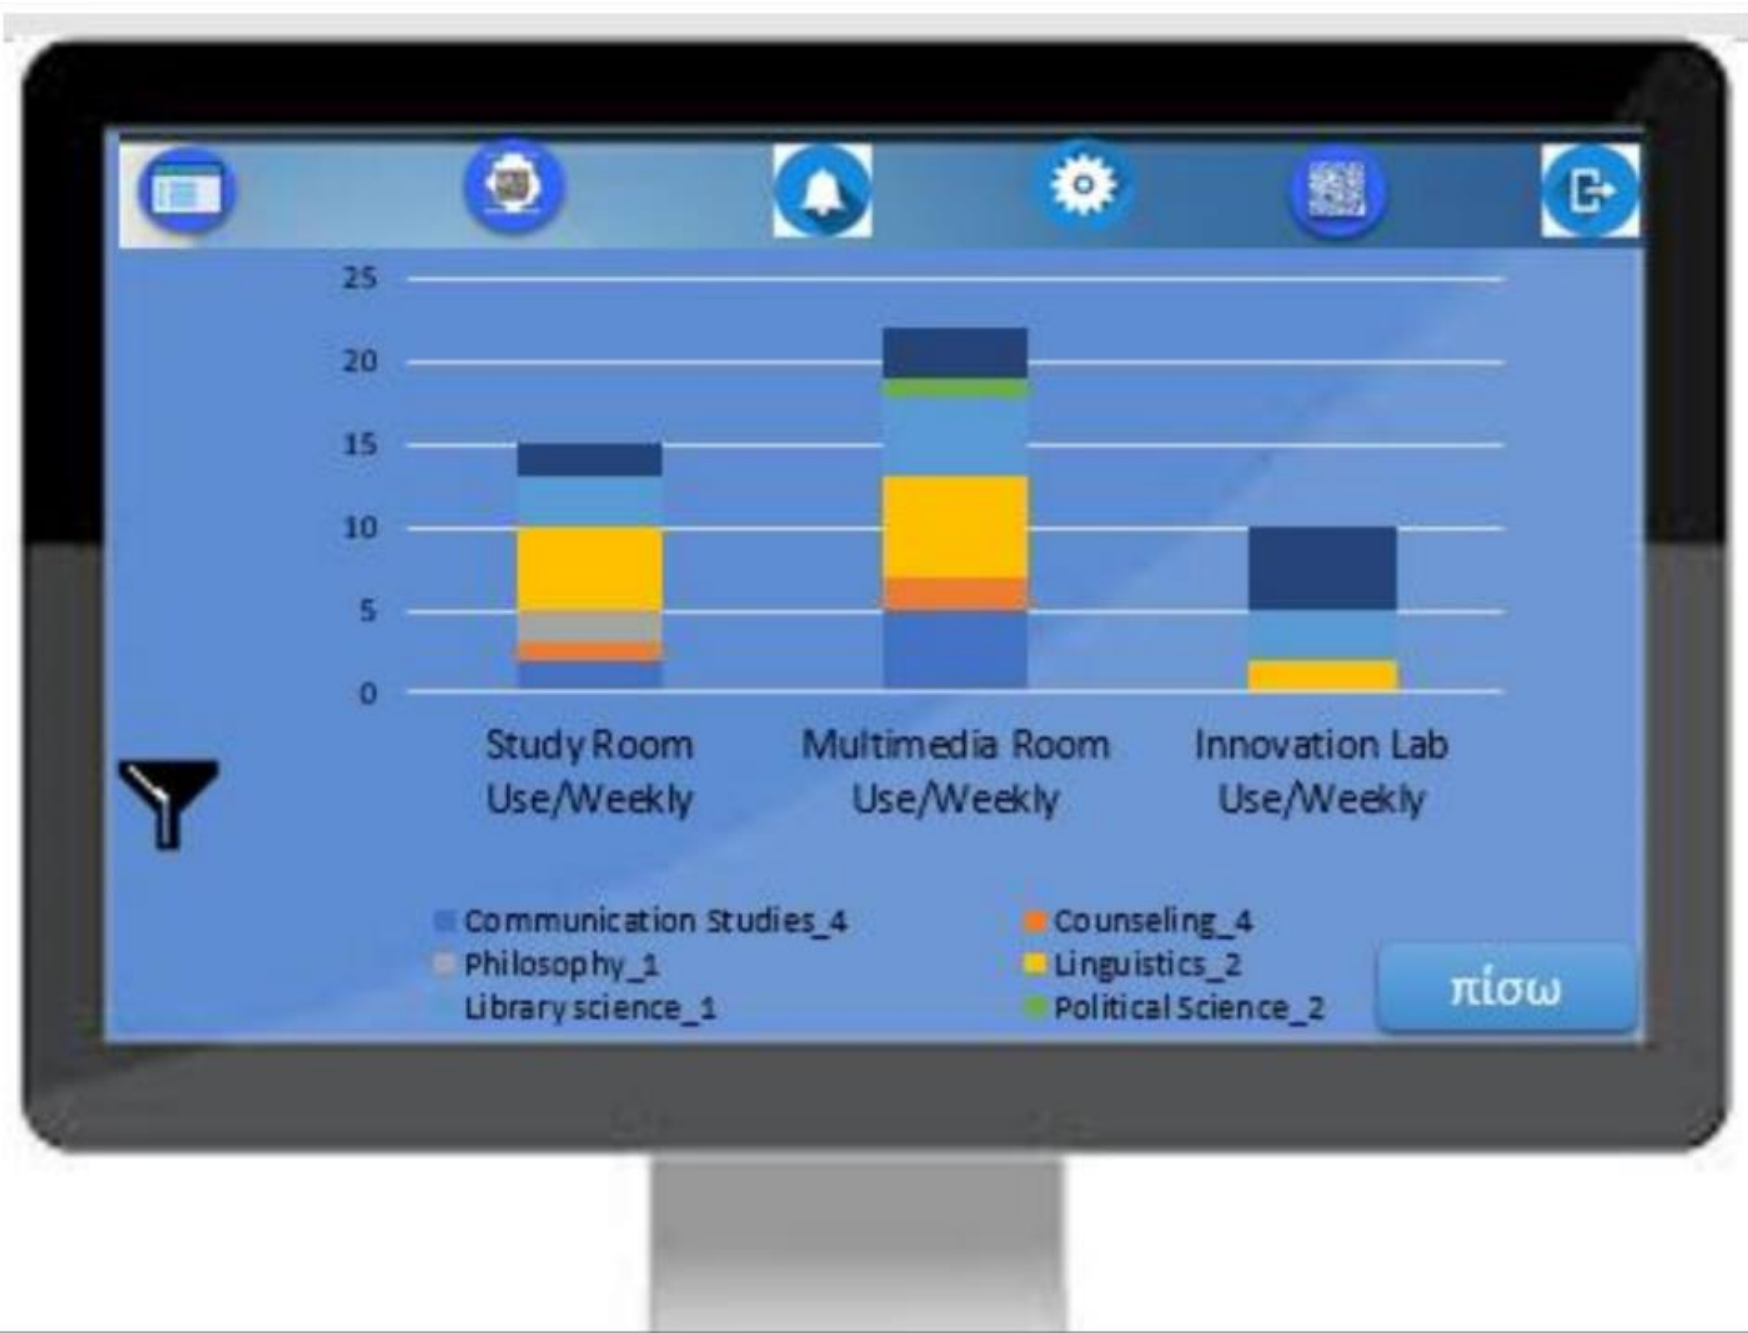 25
20
15
10
5
0
Study Room
Use/Weekly
Multimedia Room
Use/Weekly
Innovation Lab
Use/Weekly
Communication Studies_4
Counseling_4
Philosophy_1
Linguistics_2
Library science_1
Political Science_2
πίσω